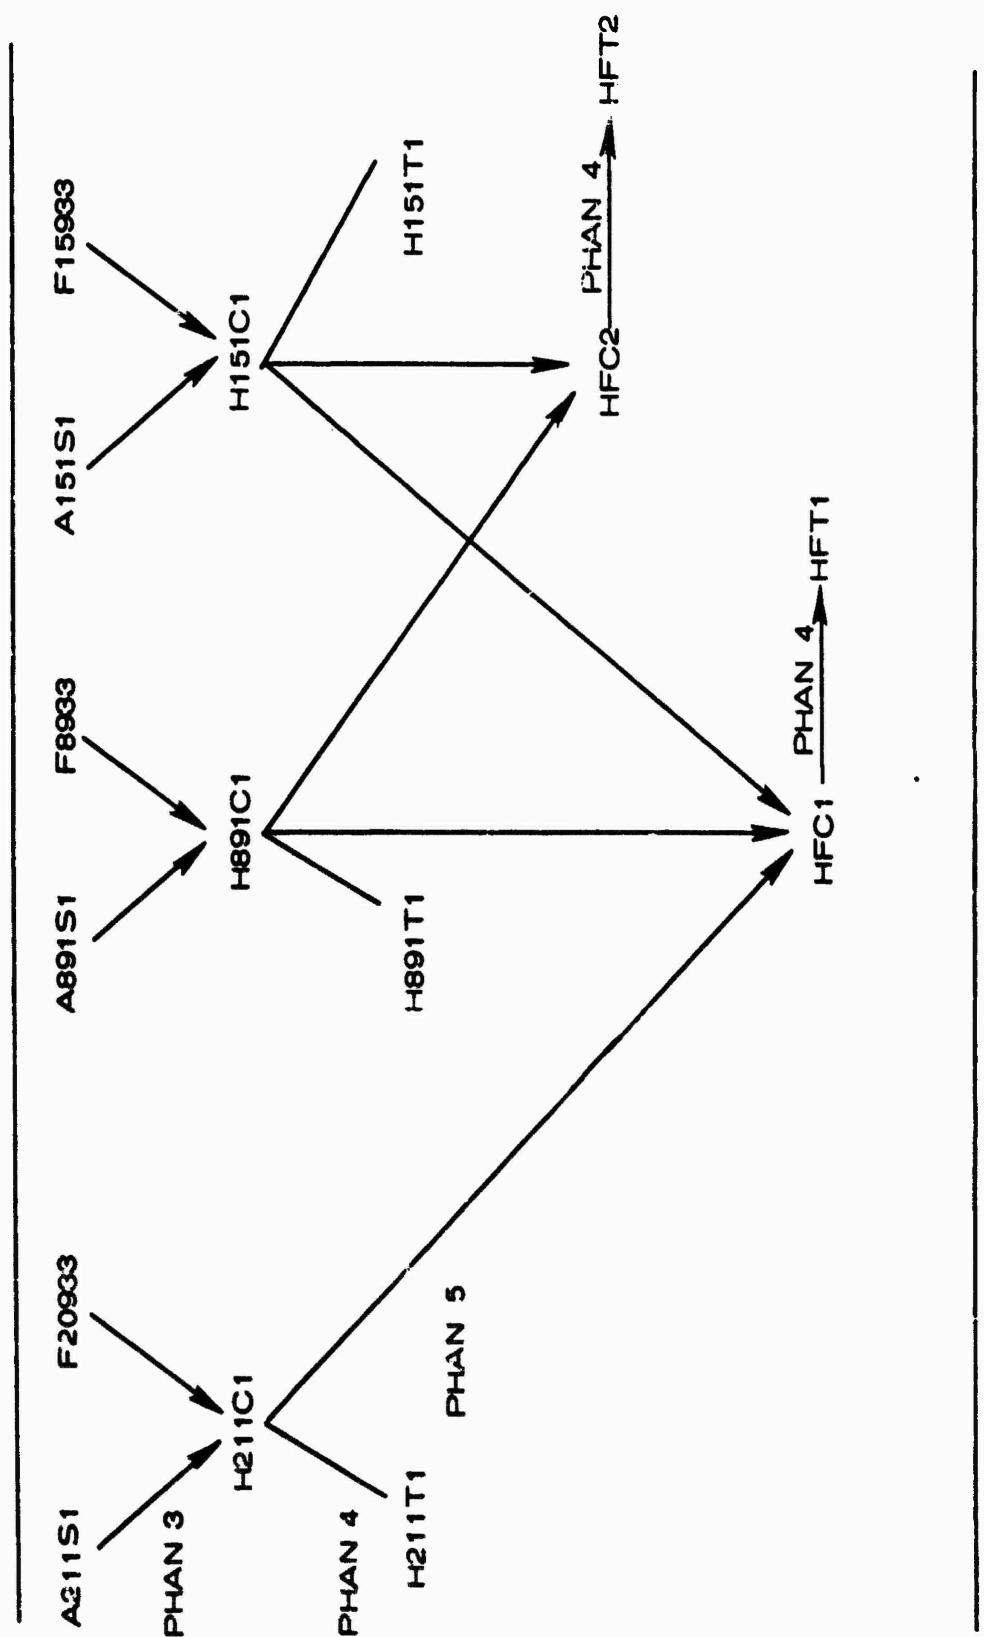 A211S1 F20933 A891S1 F8933 A151S1 F15933
PHAN 3
H211C1 H891C1 H151C1
PHAN 4
H211T1 H891T1 H151T1
PHAN 5
PHAN 4
HFC2 HFT2
PHAN 4
HFC1 HFT1